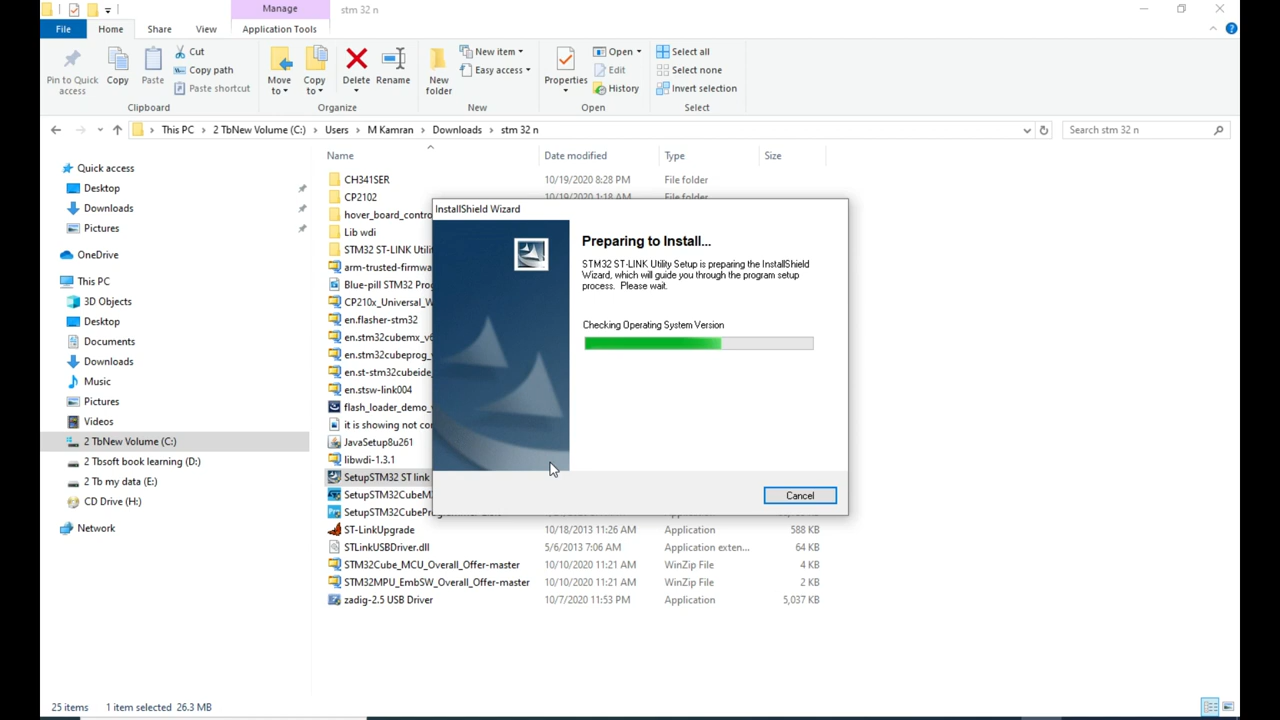 Manage
stm 32 n
File
Home
Share
View
Application Tools
Pin to Quick access
Copy
Paste
Cut
Copy path
Paste shortcut
Clipboard
Move to
Copy to
Delete
Rename
Organize
New folder
New item
Easy access
New
Properties
Open
Edit
History
Open
Select all
Select none
Invert selection
Select
This PC > 2 TbNew Volume (C:) > Users > M Kamran > Downloads > stm 32 n
Search stm 32 n
Name
Date modified
Type
Size
Quick access
Desktop
Downloads
Pictures
OneDrive
This PC
3D Objects
Desktop
Documents
Downloads
Music
Pictures
Videos
2 TbNew Volume (C:)
2 Tbsoft book learning (D:)
2 Tb my data (E:)
CD Drive (H:)
Network
CH341SER 10/19/2020 8:28 PM File folder
CP2102 10/19/2020 1:18 AM File folder
hover_board_contro
Lib wdi
STM32 ST-LINK Utili
arm-trusted-firmwa
Blue-pill STM32 Pro
CP210x_Universal_W
en.flasher-stm32
en.stm32cubemx_v6
en.stm32cubeprog_v
en.st-stm32cubeide_
en.stsw-link004
flash_loader_demo_v
it is showing not con
JavaSetup8u261
libwdi-1.3.1
SetupSTM32 ST link
SetupSTM32CubeM
SetupSTM32CubePro
ST-LinkUpgrade 10/18/2013 11:26 AM Application 588 KB
STLinkUSBDriver.dll 5/6/2013 7:06 AM Application exten... 64 KB
STM32Cube_MCU_Overall_Offer-master 10/10/2020 11:21 AM WinZip File 4 KB
STM32MPU_EmbSW_Overall_Offer-master 10/10/2020 11:21 AM WinZip File 2 KB
zadig-2.5 USB Driver 10/7/2020 11:53 PM Application 5,037 KB
InstallShield Wizard
Preparing to Install...
STM32 ST-LINK Utility Setup is preparing the InstallShield
Wizard, which will guide you through the program setup
process. Please wait.
Checking Operating System Version
Cancel
25 items 1 item selected 26.3 MB